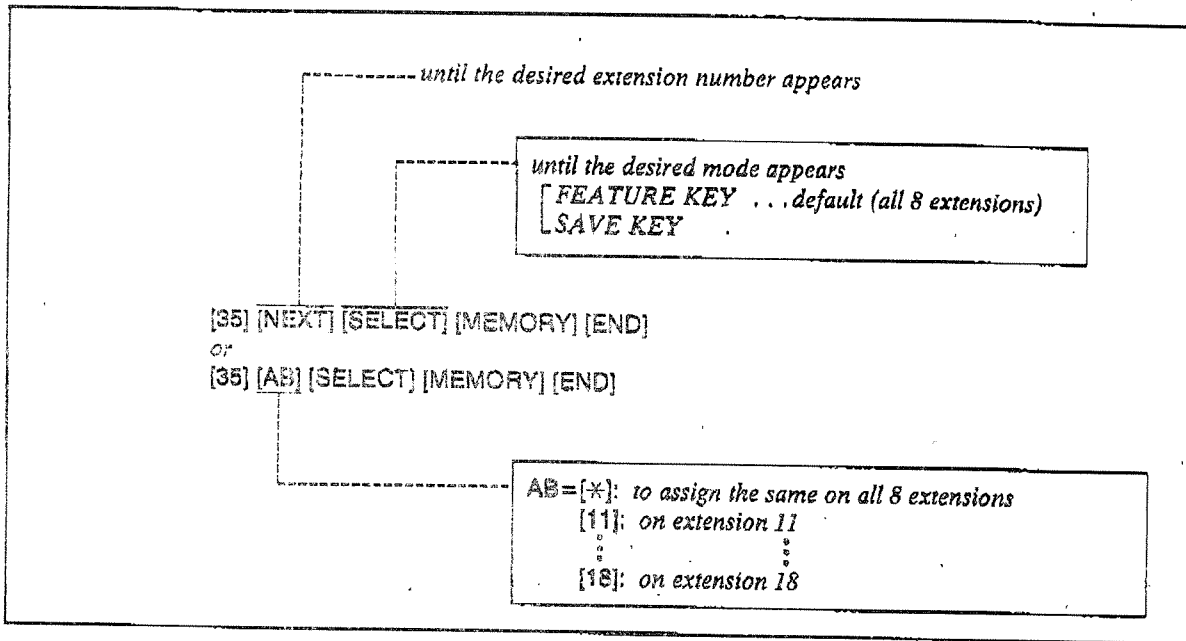 until the desired extension number appears
until the desired mode appears
FEATURE KEY ...default (all 8 extensions)
SAVE KEY
[35] [NEXT] [SELECT] [MEMORY] [END]
or
[35] [AB] [SELECT] [MEMORY] [END]
AB=[*]: to assign the same on all 8 extensions
[11]: on extension 11
[18]: on extension 18